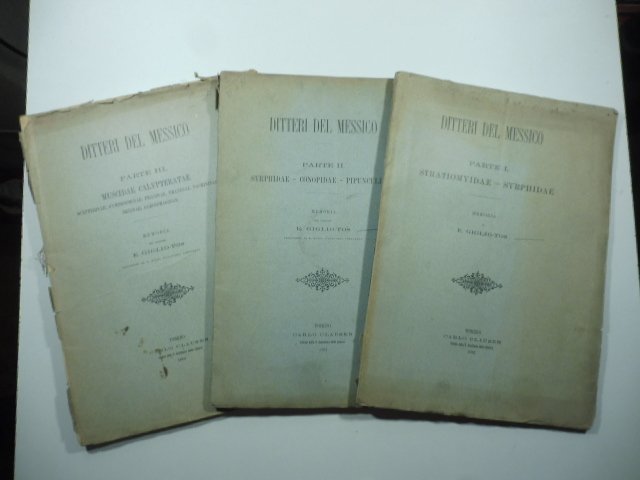 DITTERI DEL MESSICO
PARTE III.
MUSCIDAE CALYPTERATAE
MEMORIA
E. GIGLIO-TOS
TORINO
CARLO CLAUSEN
DITTERI DEL MESSICO
PARTE II.
SYRPHIDAE - CONOPIDAE - PIPUNCULI
MEMORIA
E. GIGLIO-TOS
TORINO
CARLO CLAUSEN
DITTERI DEL MESSICO
PARTE I.
STRATIOMYIDAE - SYRPHIDAE
MEMORIA
E. GIGLIO-TOS
TORINO
CARLO CLAUSEN